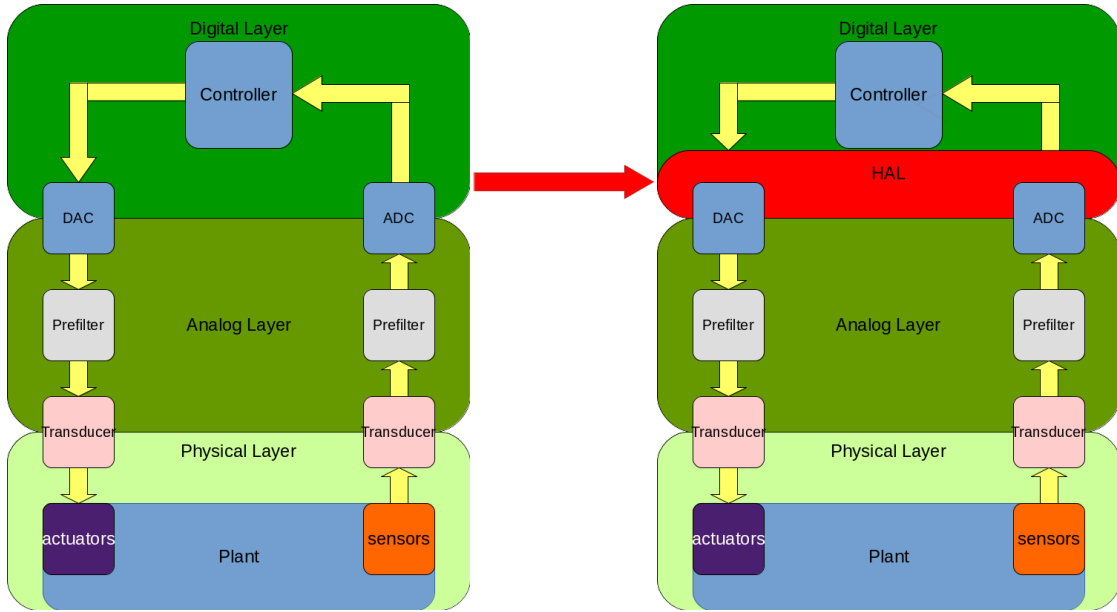 Digital Layer
Controller
DAC
ADC
Prefilter
Analog Layer
Prefilter
Transducer
Transducer
Physical Layer
actuators
Plant
sensors
Digital Layer
Controller
HAL
DAC
ADC
Prefilter
Analog Layer
Prefilter
Transducer
Transducer
Physical Layer
actuators
Plant
sensors